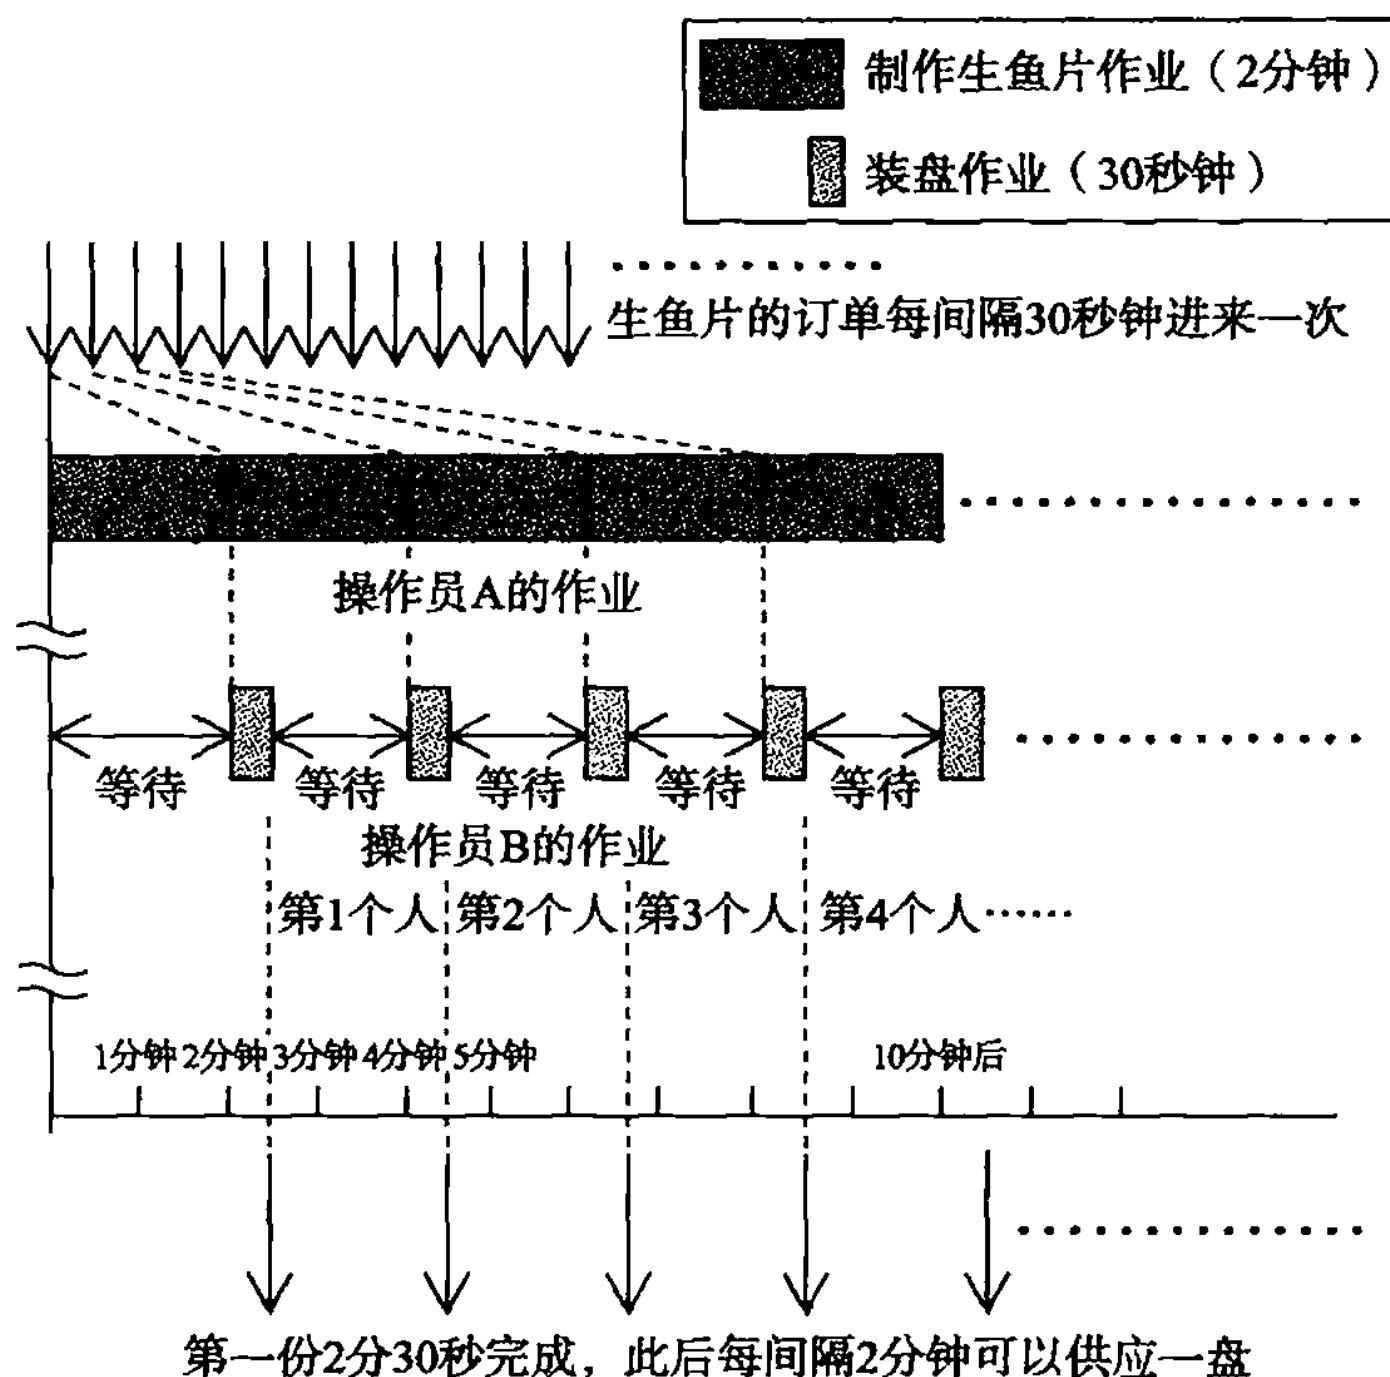 制作生鱼片作业（2分钟）
装盘作业（30秒钟）
生鱼片的订单每间隔30秒钟进来一次
操作员A的作业
等待 等待 等待 等待 等待
操作员B的作业
第1个人 第2个人 第3个人 第4个人……
1分钟 2分钟 3分钟 4分钟 5分钟 10分钟后
第一份2分30秒完成，此后每间隔2分钟可以供应一盘